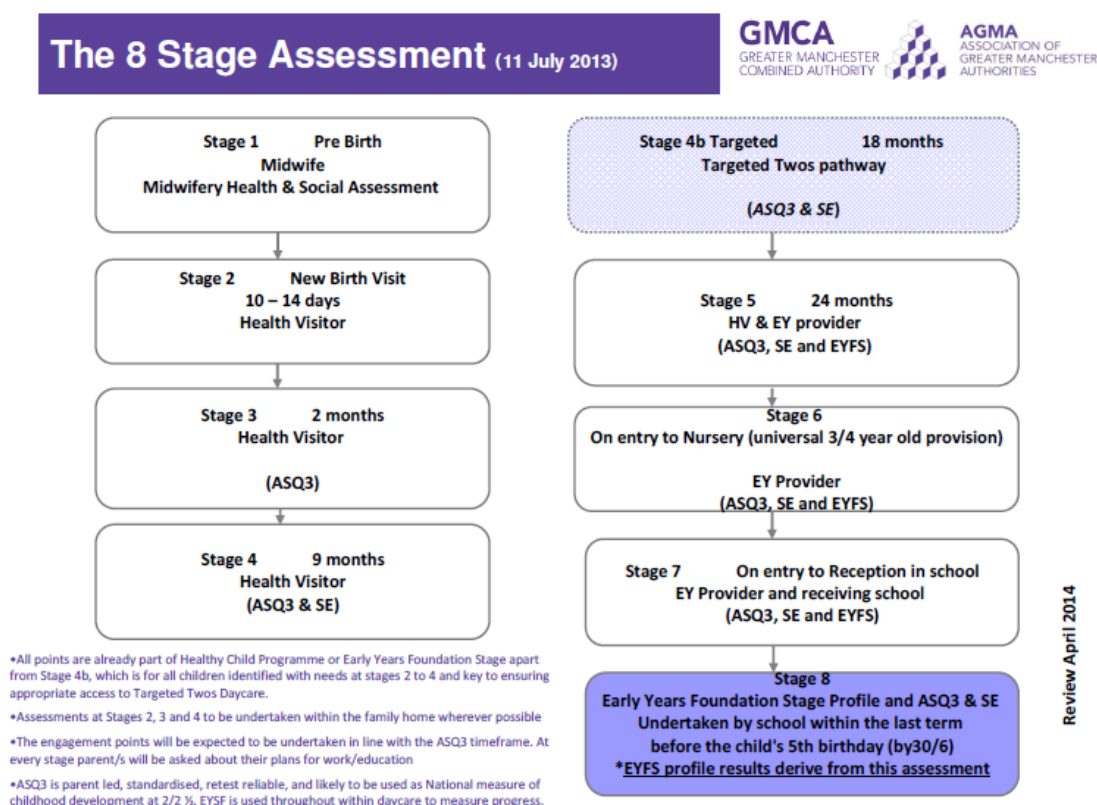 The 8 Stage Assessment (11 July 2013)
GMCA
GREATER MANCHESTER
COMBINED AUTHORITY
AGMA
ASSOCIATION OF
GREATER MANCHESTER
AUTHORITIES
Stage 1 Pre Birth
Midwife
Midwifery Health & Social Assessment
Stage 2 New Birth Visit
10 – 14 days
Health Visitor
Stage 3 2 months
Health Visitor
(ASQ3)
Stage 4 9 months
Health Visitor
(ASQ3 & SE)
•All points are already part of Healthy Child Programme or Early Years Foundation Stage apart
from Stage 4b, which is for all children identified with needs at stages 2 to 4 and key to ensuring
appropriate access to Targeted Twos Daycare.
•Assessments at Stages 2, 3 and 4 to be undertaken within the family home wherever possible
•The engagement points will be expected to be undertaken in line with the ASQ3 timeframe. At
every stage parent/s will be asked about their plans for work/education
•ASQ3 is parent led, standardised, retest reliable, and likely to be used as National measure of
childhood development at 2/2 ½. EYSF is used throughout within daycare to measure progress.
Stage 4b Targeted 18 months
Targeted Twos pathway
(ASQ3 & SE)
Stage 5 24 months
HV & EY provider
(ASQ3, SE and EYFS)
Stage 6
On entry to Nursery (universal 3/4 year old provision)
EY Provider
(ASQ3, SE and EYFS)
Stage 7 On entry to Reception in school
EY Provider and receiving school
(ASQ3, SE and EYFS)
Stage 8
Early Years Foundation Stage Profile and ASQ3 & SE
Undertaken by school within the last term
before the child's 5th birthday (by30/6)
*EYFS profile results derive from this assessment
Review April 2014